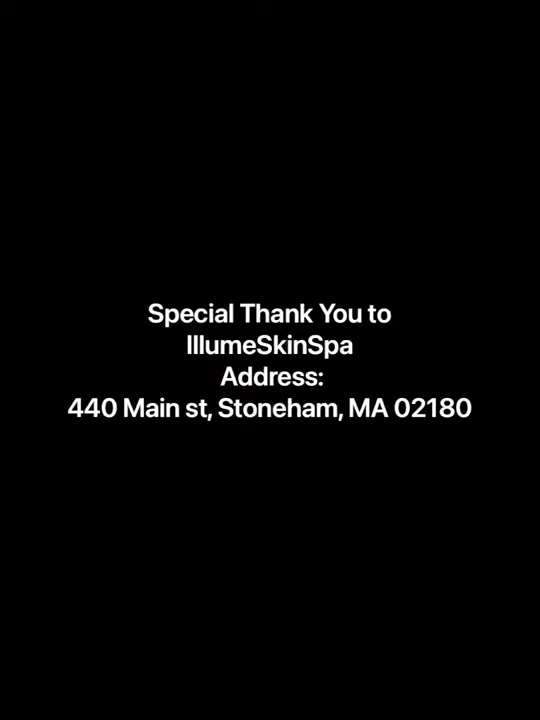 Special Thank You to
IllumeSkinSpa
Address:
440 Main st, Stoneham, MA 02180